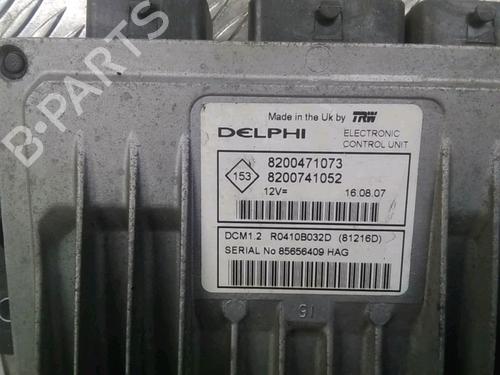 B-PARTS
Made in the Uk by TRW
DELPHI ELECTRONIC
CONTROL UNIT
153
8200471073
8200741052
12V= 16.08.07
DCM1.2 R0410B032D (81216D)
SERIAL No 85656409 HAG
15